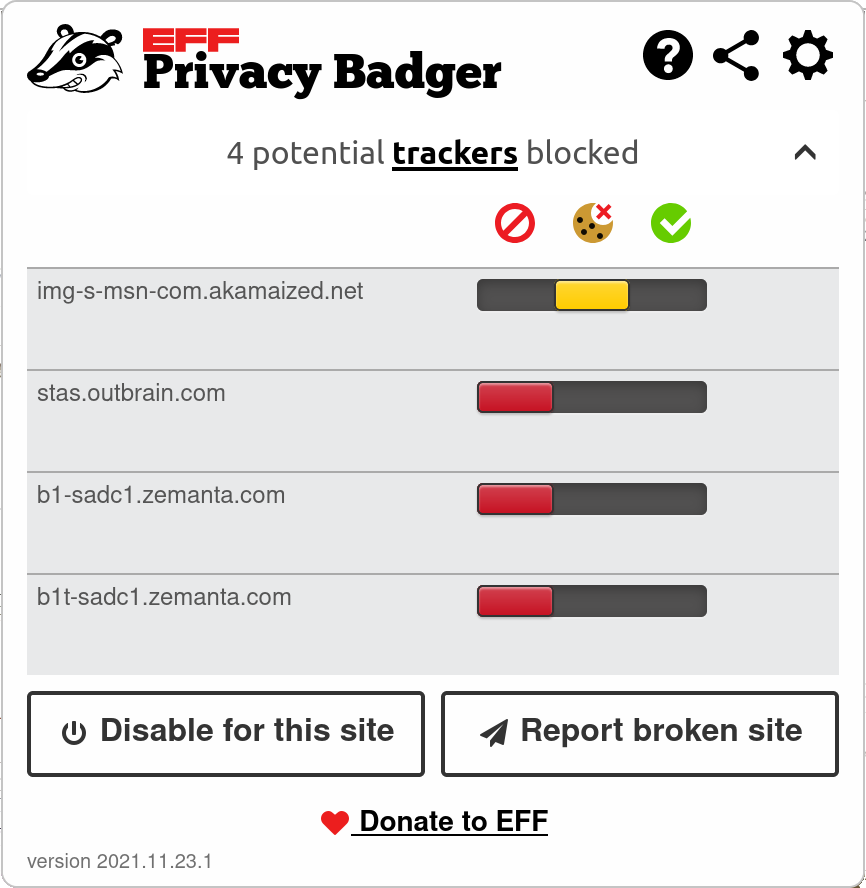 EFF
Privacy Badger
4 potential trackers blocked
img-s-msn-com.akamaized.net
stas.outbrain.com
b1-sadc1.zemanta.com
b1t-sadc1.zemanta.com
Disable for this site
Report broken site
Donate to EFF
version 2021.11.23.1